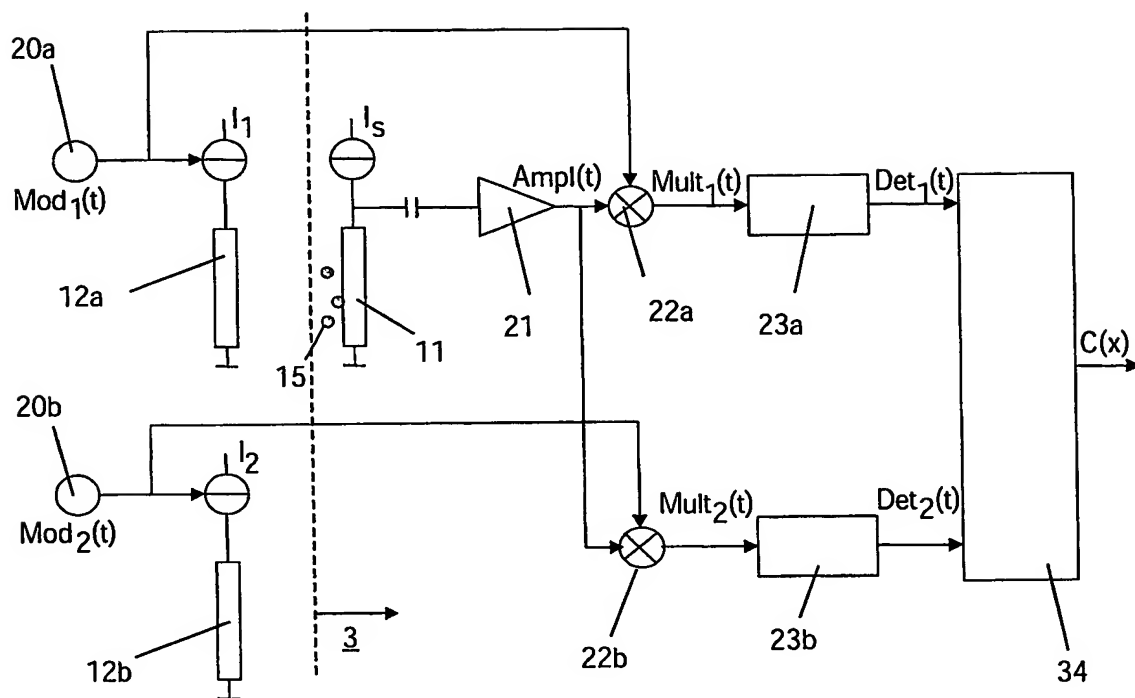 20a
I1
Is
Mod1(t)
Ampl(t)
Mult1(t)
Det1(t)
12a
15
11
21
22a
23a
C(x)
20b
I2
Mod2(t)
Mult2(t)
Det2(t)
12b
3
22b
23b
34